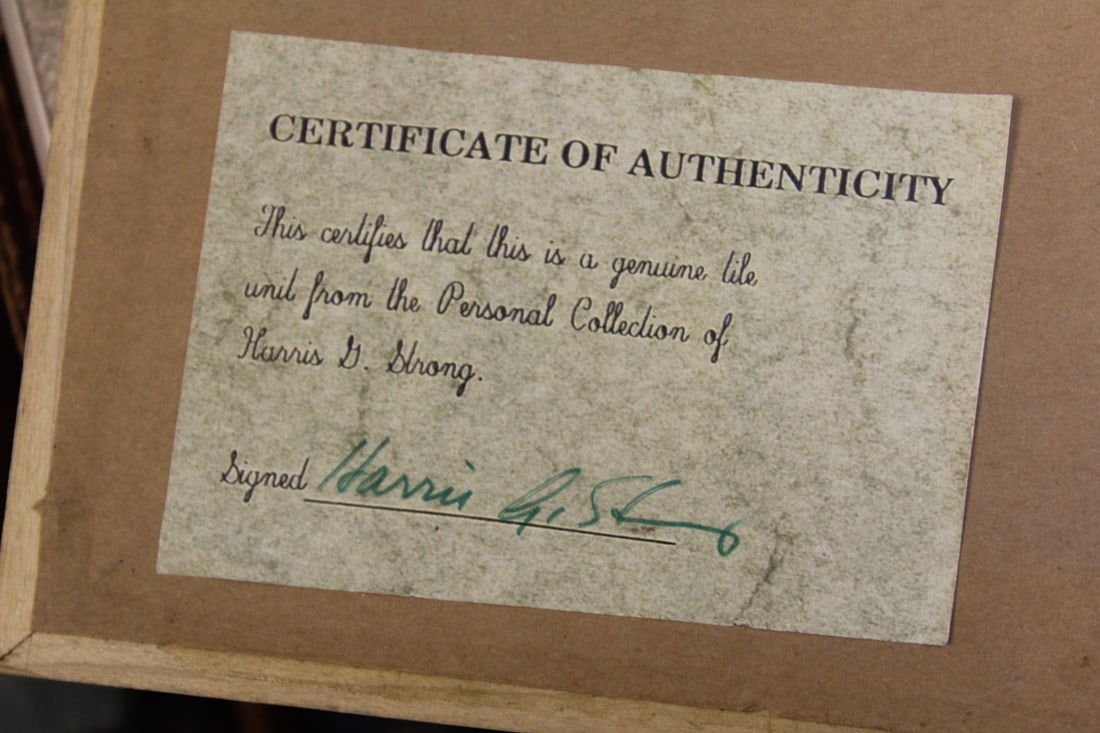 CERTIFICATE OF AUTHENTICITY
This certifies that this is a genuine tile
unit from the Personal Collection of
Harris G. Strong.
Signed Harris G. Strong